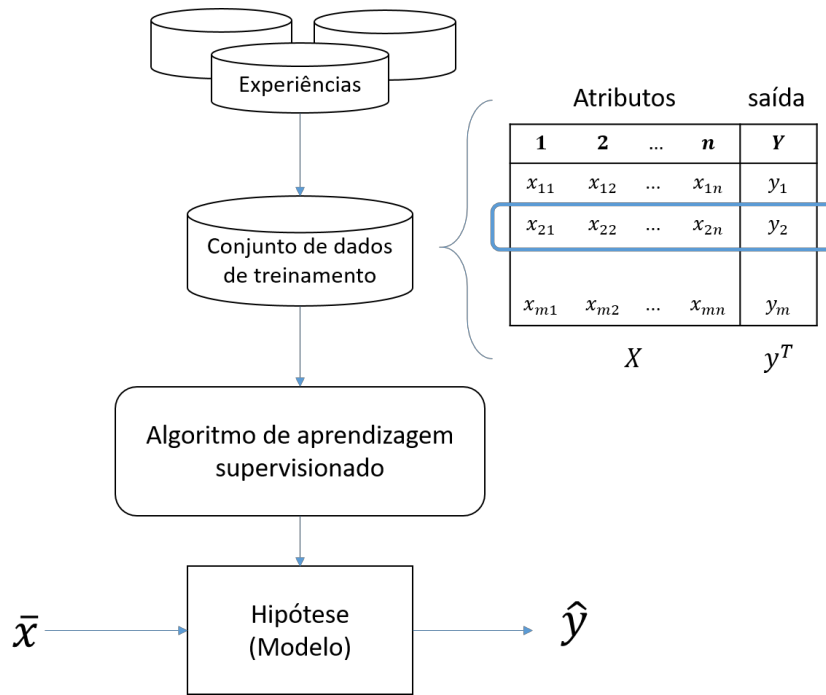 Experiências
Atributos saída
1 2 ... n Y
x₁₁ x₁₂ ... x₁ₙ y₁
x₂₁ x₂₂ ... x₂ₙ y₂
xₘ₁ xₘ₂ ... xₘₙ yₘ
X yᵀ
Conjunto de dados
de treinamento
Algoritmo de aprendizagem
supervisionado
x̄
Hipótese
(Modelo)
ŷ